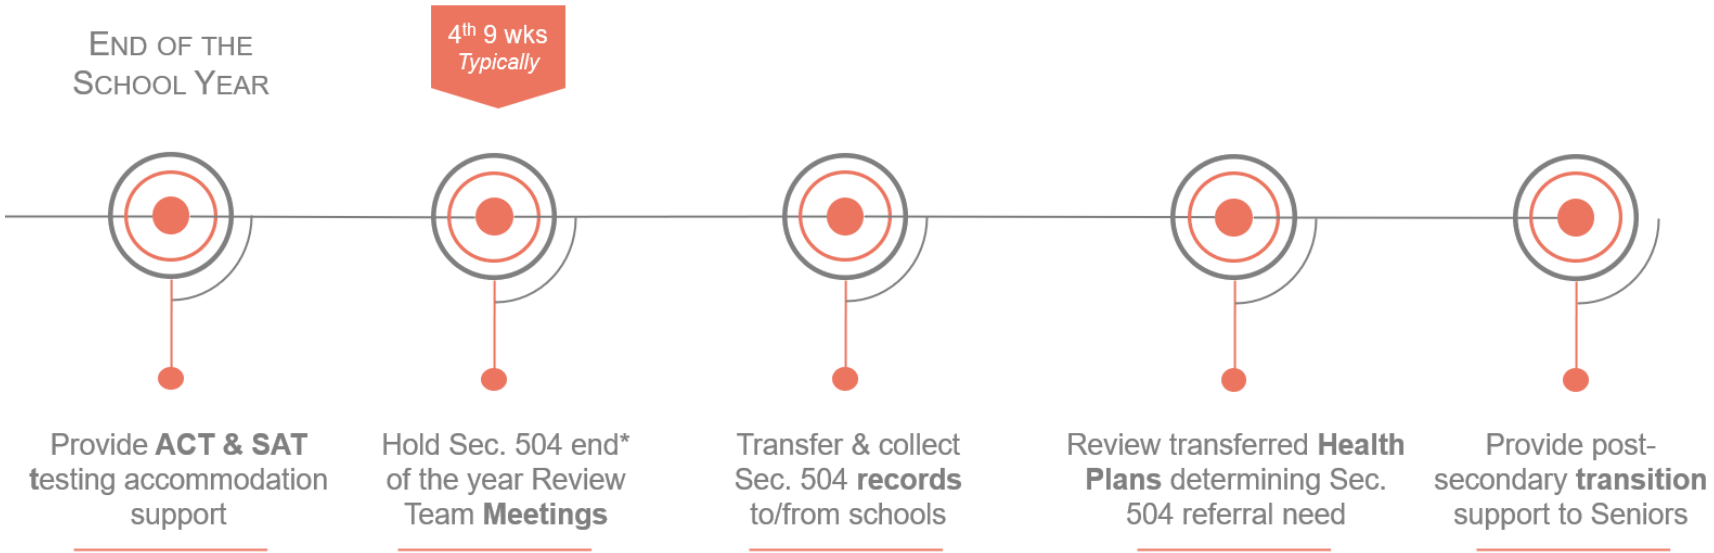 END OF THE
SCHOOL YEAR
4th 9 wks
Typically
Provide ACT & SAT
testing accommodation
support
Hold Sec. 504 end*
of the year Review
Team Meetings
Transfer & collect
Sec. 504 records
to/from schools
Review transferred Health
Plans determining Sec.
504 referral need
Provide post-
secondary transition
support to Seniors